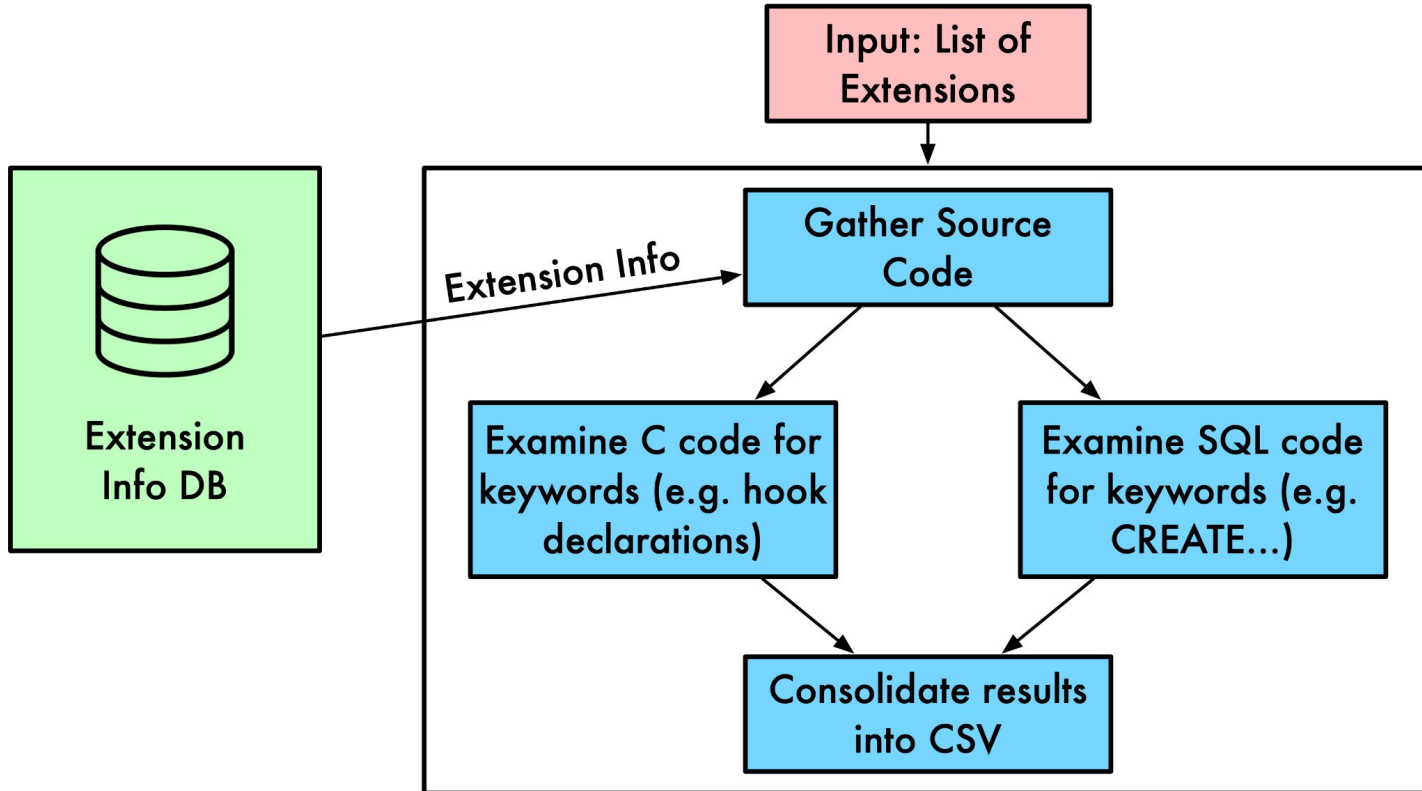 Input: List of
Extensions
Gather Source
Code
Extension Info
Extension
Info DB
Examine C code for
keywords (e.g. hook
declarations)
Examine SQL code
for keywords (e.g.
CREATE...)
Consolidate results
into CSV